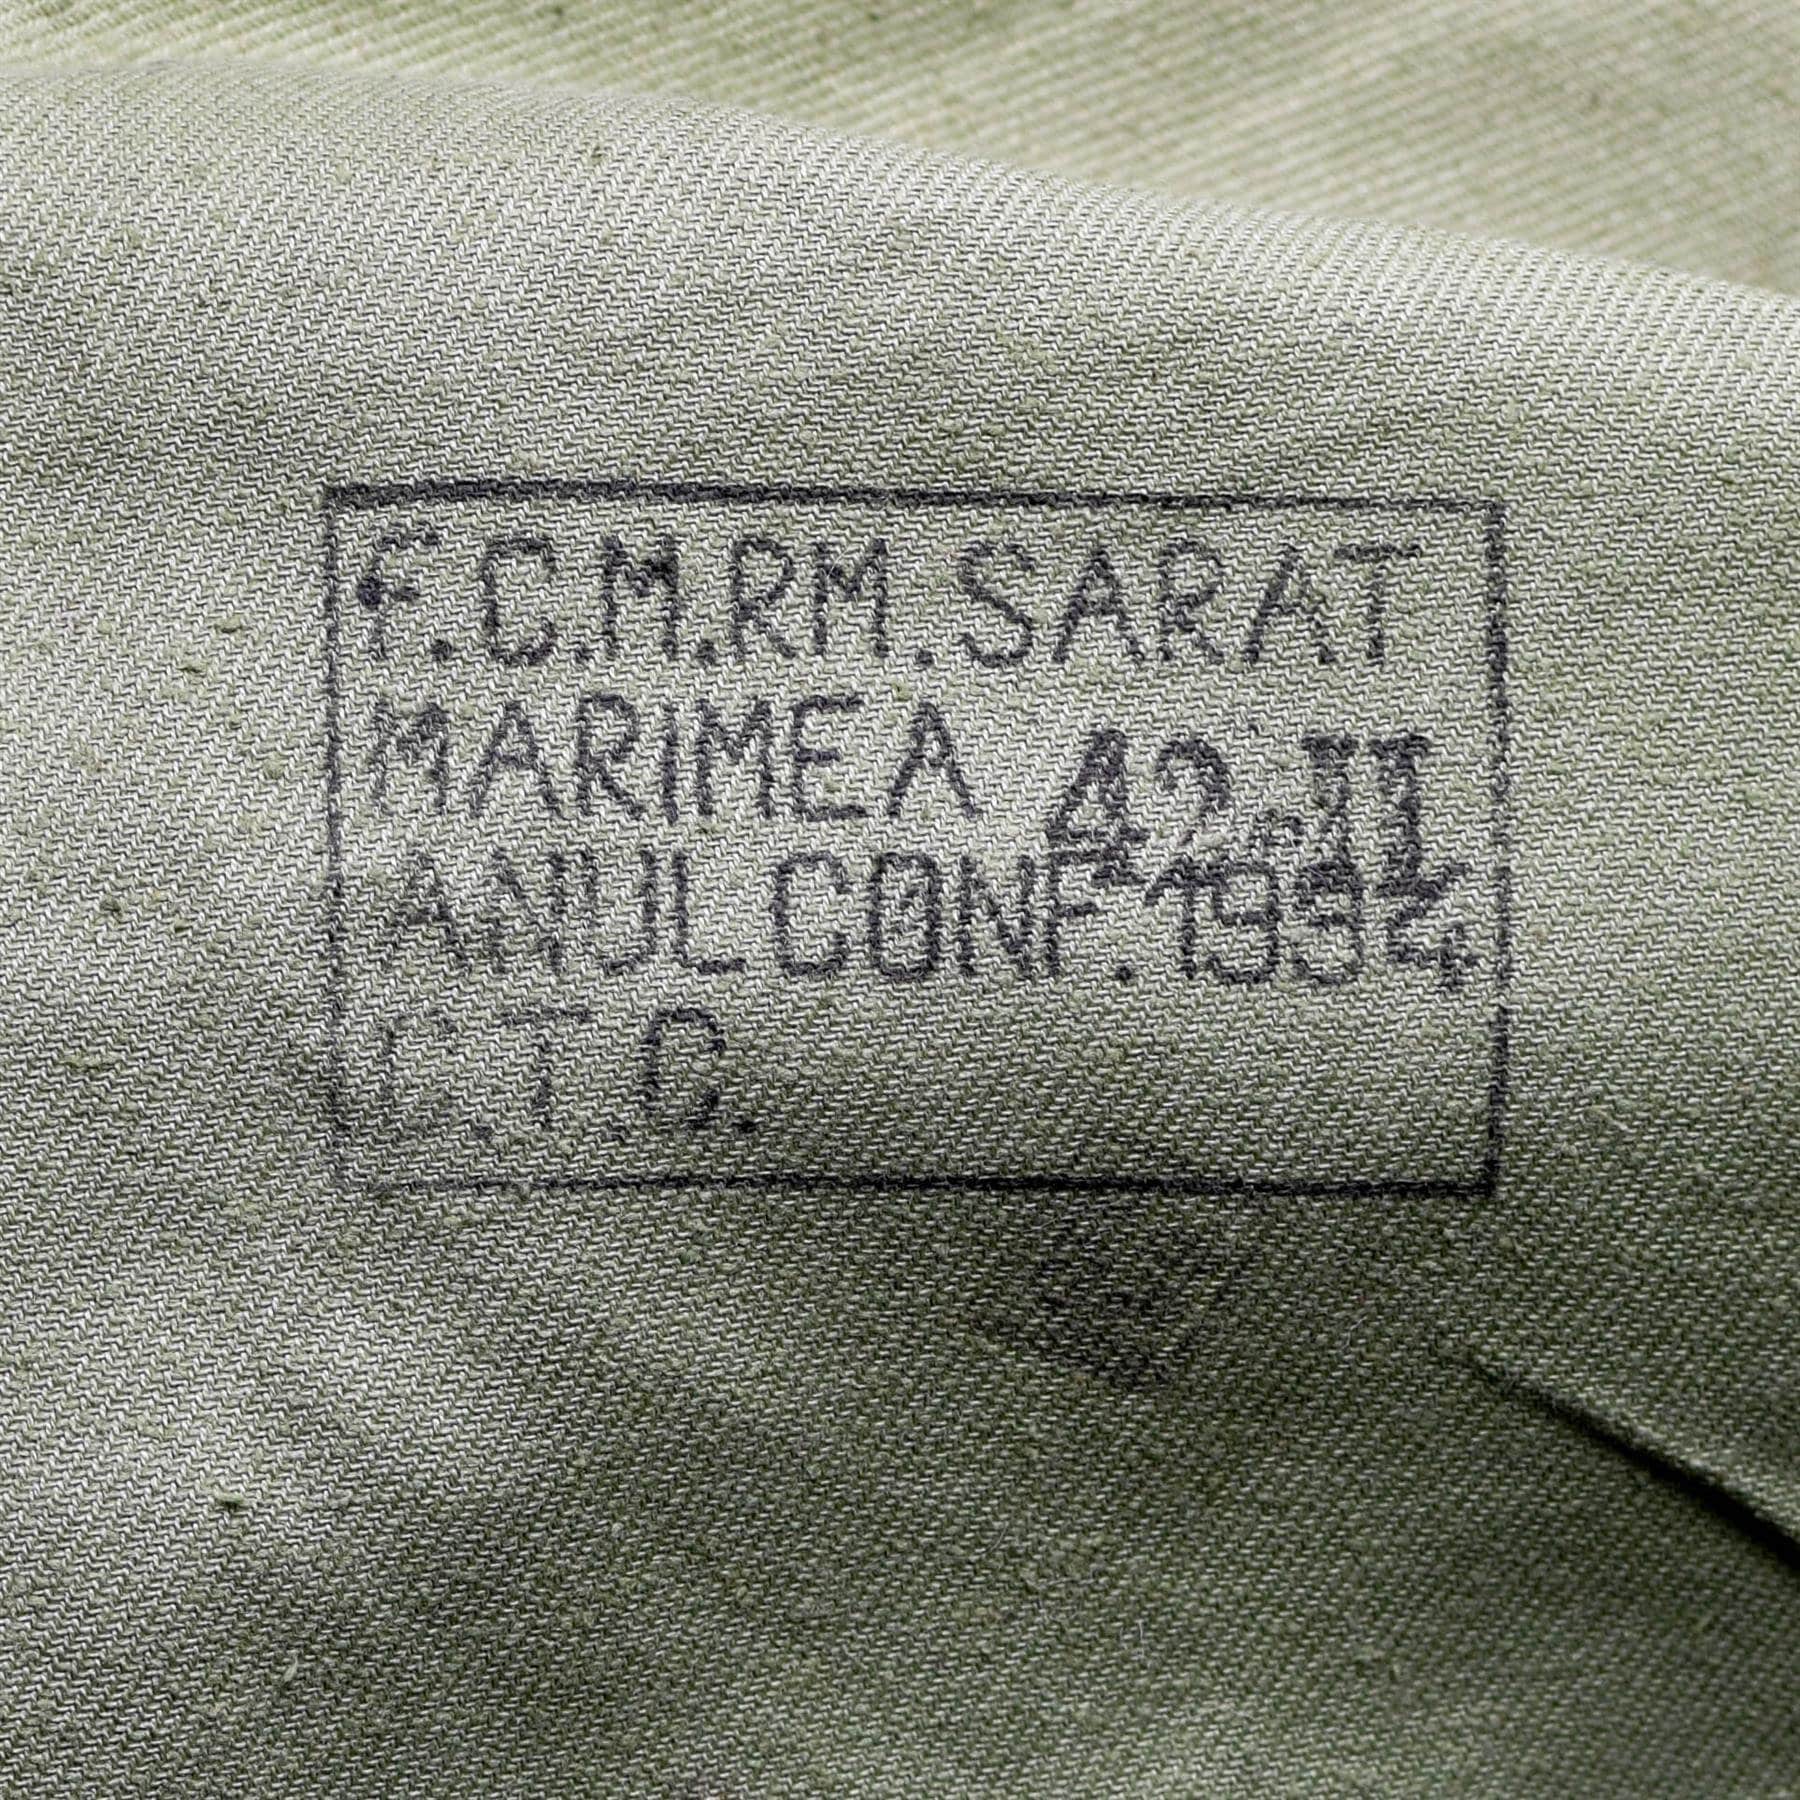 F.C.M.RM.SARAT
MARIMEA 42.II
ANUL CONF.1994
C.T.C.